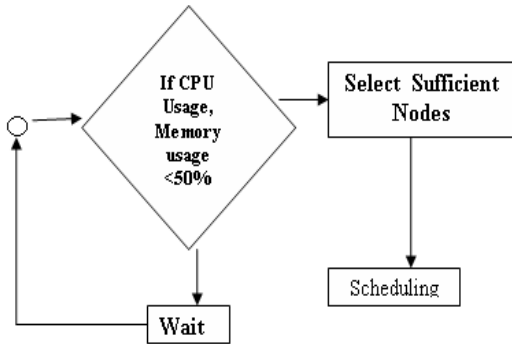 If CPU
Usage,
Memory
usage
<50%
Select Sufficient
Nodes
Scheduling
Wait